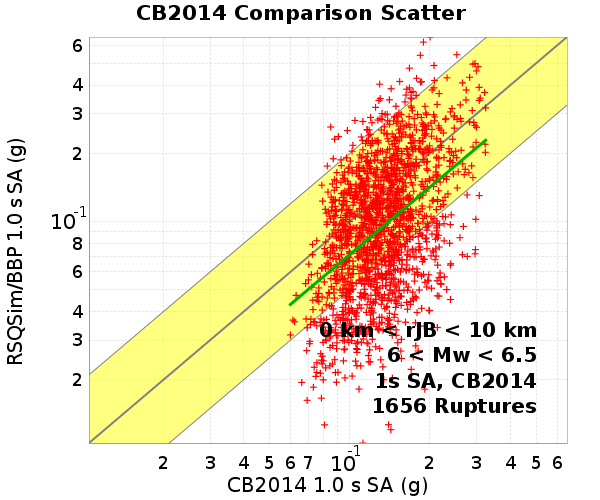 CB2014 Comparison Scatter
RSQSim/BBP 1.0 s SA (g)
6
4
3
2
10-1
8
6
4
3
2
0 km < rJB < 10 km
6 < Mw < 6.5
1s SA, CB2014
1656 Ruptures
2 3 4 5 6 7 10-1 2 3 4 5 6
CB2014 1.0 s SA (g)